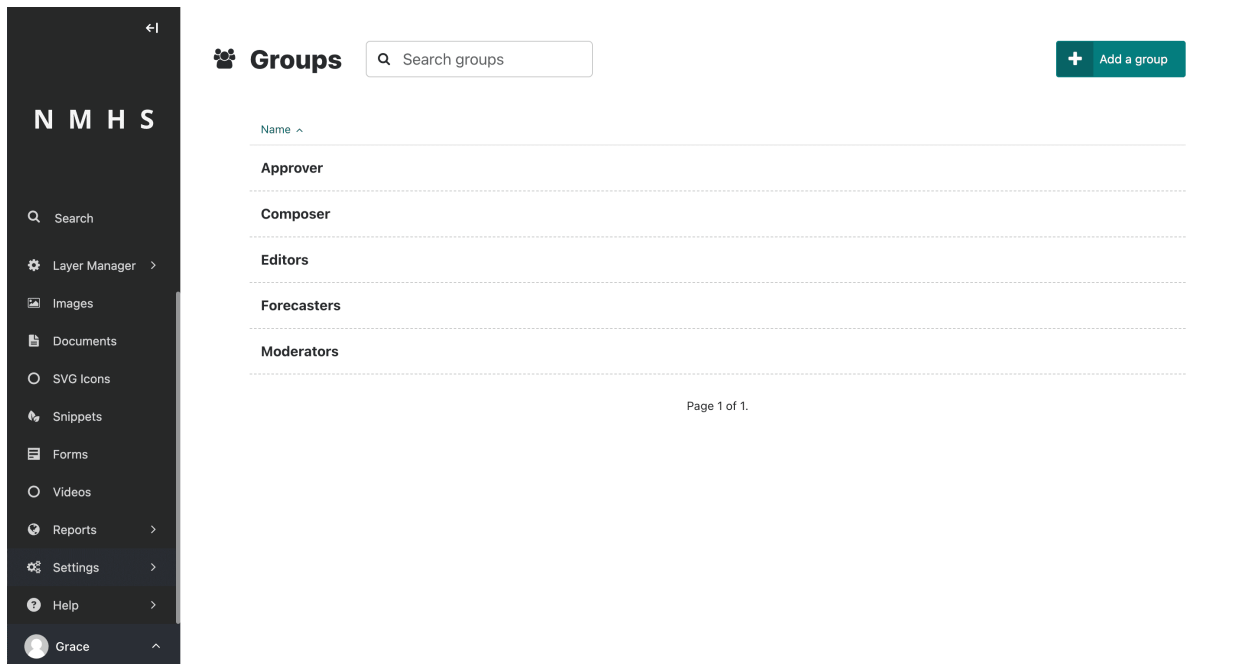 NMHS
Search
Layer Manager
Images
Documents
SVG Icons
Snippets
Forms
Videos
Reports
Settings
Help
Grace
Groups
Search groups
Add a group
Name
Approver
Composer
Editors
Forecasters
Moderators
Page 1 of 1.